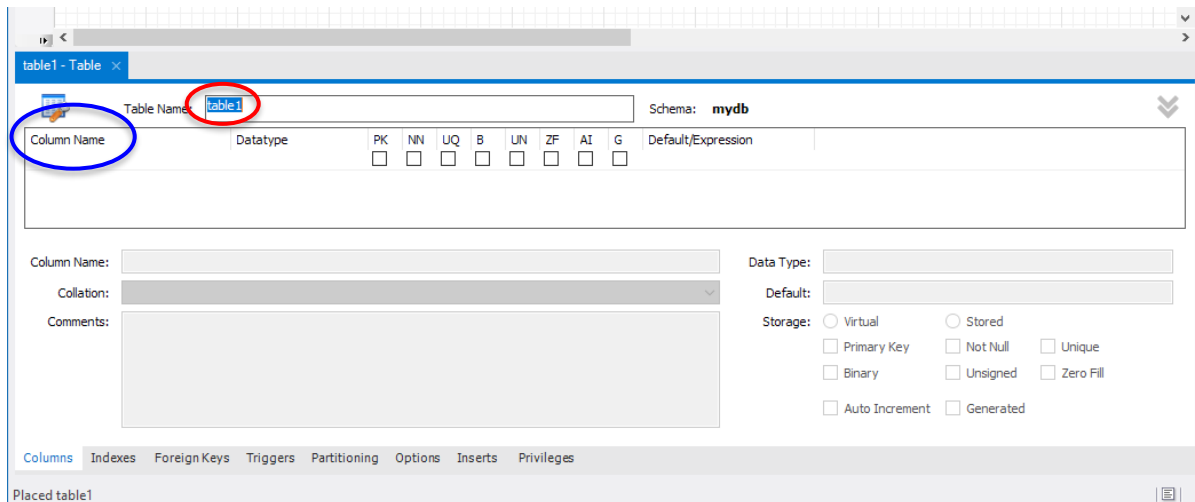 table1 - Table ×
Table Name: table1 Schema: mydb
Column Name Datatype PK NN UQ B UN ZF AI G Default/Expression
Column Name: Data Type:
Collation: Default:
Comments: Storage: Virtual Stored
Primary Key Not Null Unique
Binary Unsigned Zero Fill
Auto Increment Generated
Columns Indexes Foreign Keys Triggers Partitioning Options Inserts Privileges
Placed table1